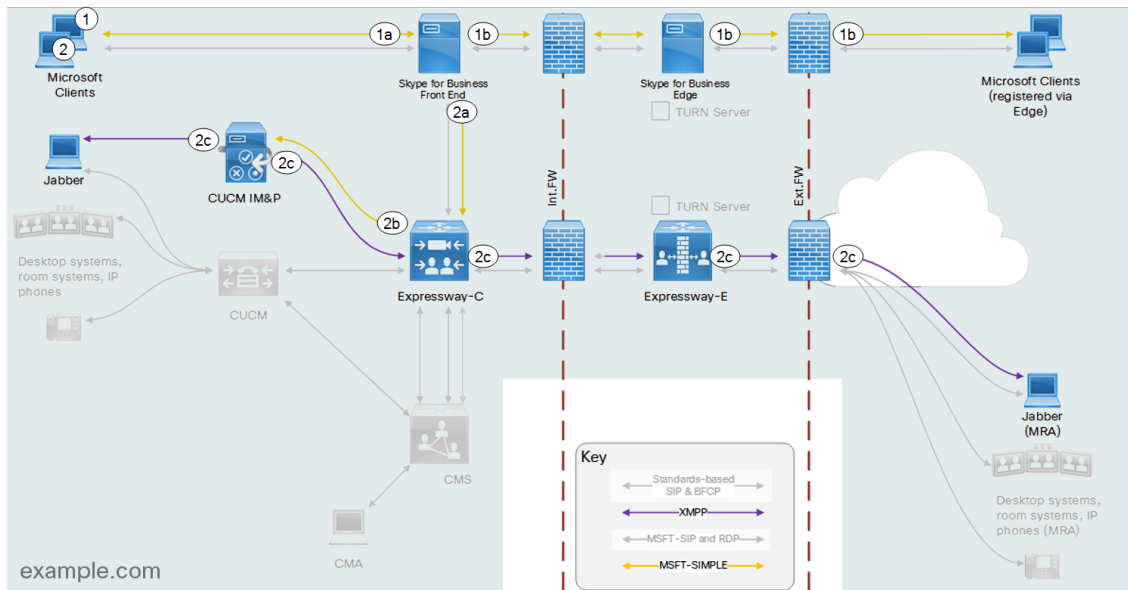 1
2
1a
1b
1b
1b
Microsoft
Clients
Skype for Business
Front End
Skype for Business
Edge
Microsoft Clients
(registered via
Edge)
TURN Server
2a
2c
2c
Jabber
CUCM IM&P
Int.FW
Ext.FW
TURN Server
2b
2c
2c
2c
Desktop systems,
room systems, IP
phones
CUCM
Expressway-C
Expressway-E
Jabber
(MRA)
CMS
Key
Standards-based
SIP & BFCP
XMPP
MSFT-SIP and RDP
MSFT-SIMPLE
Desktop systems,
room systems, IP
phones (MRA)
CMA
example.com